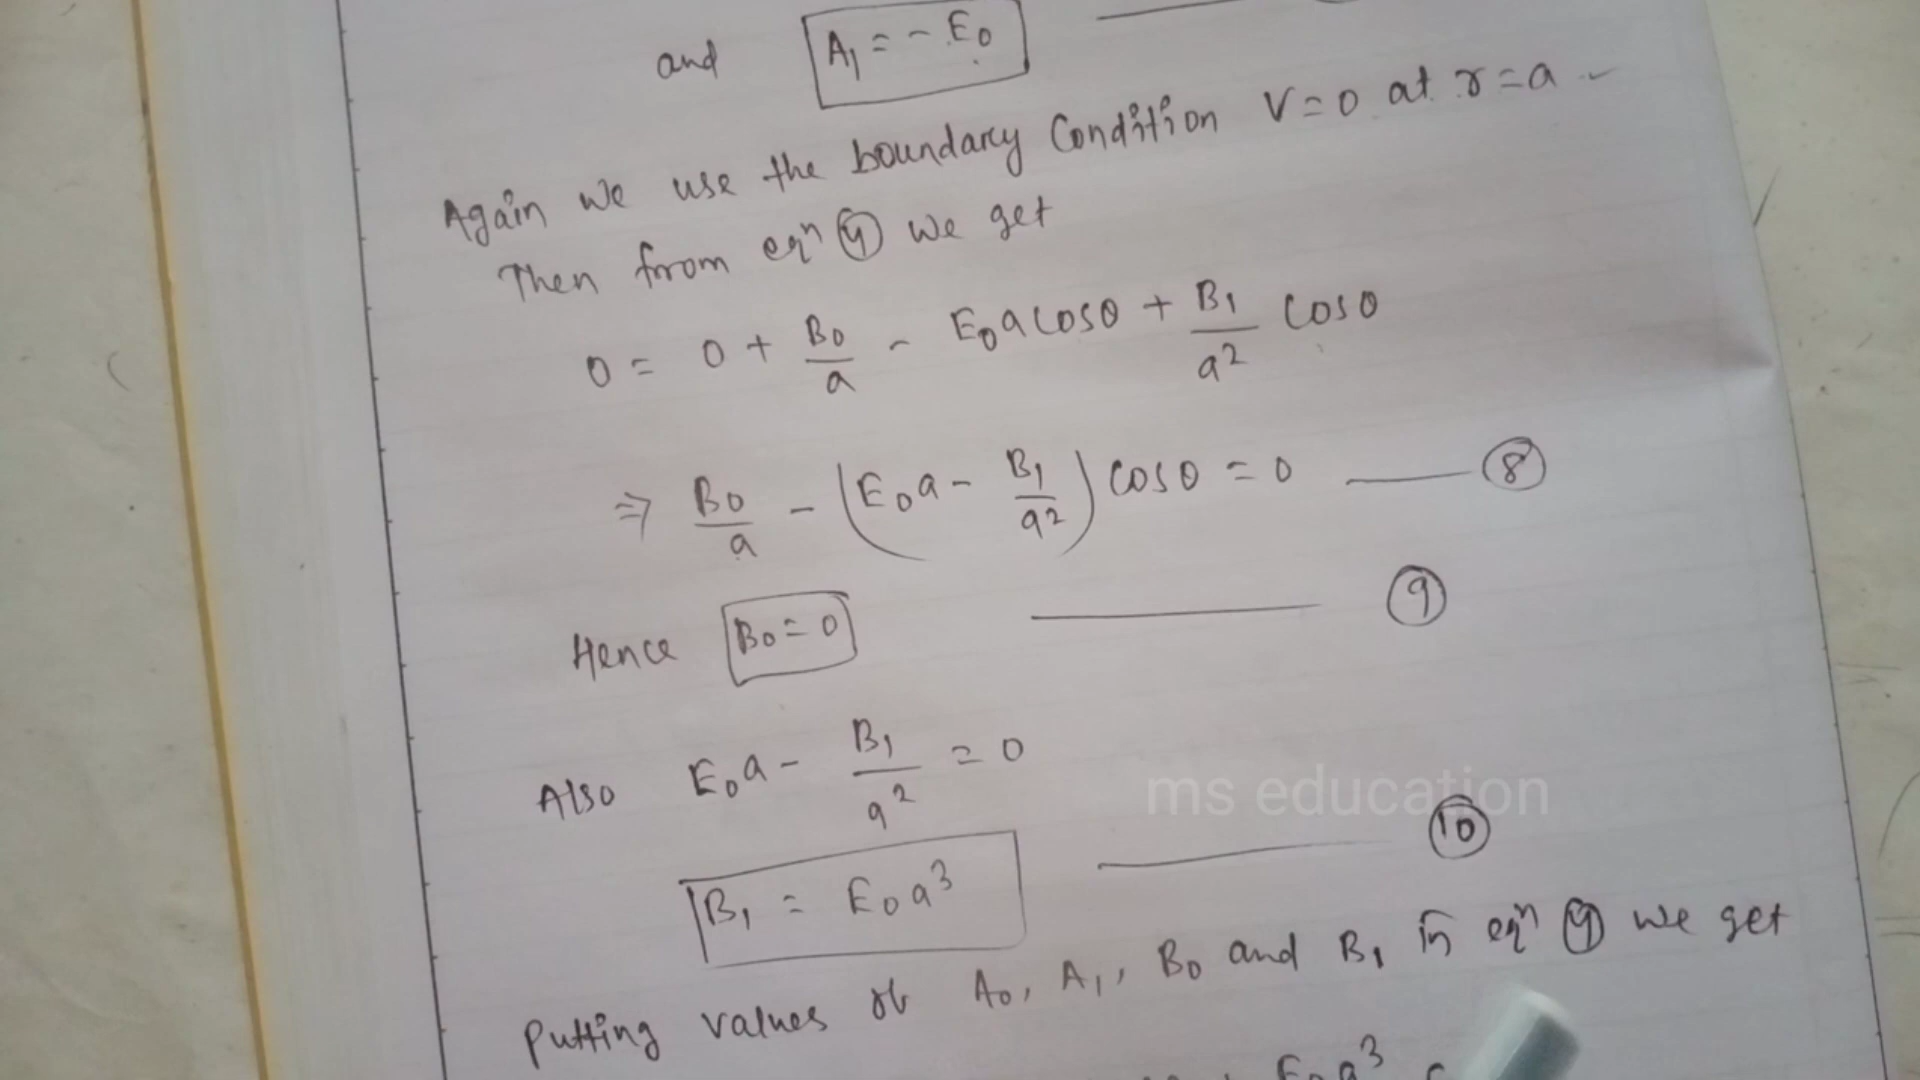 and A₁ = - E₀
Again we use the boundary Condition V=0 at r=a -
Then from eqⁿ ④ we get
0 = 0 + B₀/a - E₀a cosθ + B₁/a² cosθ
⇒ B₀/a - (E₀a - B₁/a²) cosθ = 0 —— ⑧
Hence B₀ = 0 —— ⑨
Also E₀a - B₁/a² = 0
ms education
B₁ = E₀a³ —— ⑩
Putting values of A₀, A₁, B₀ and B₁ in eqⁿ ④ we get
E₀a³